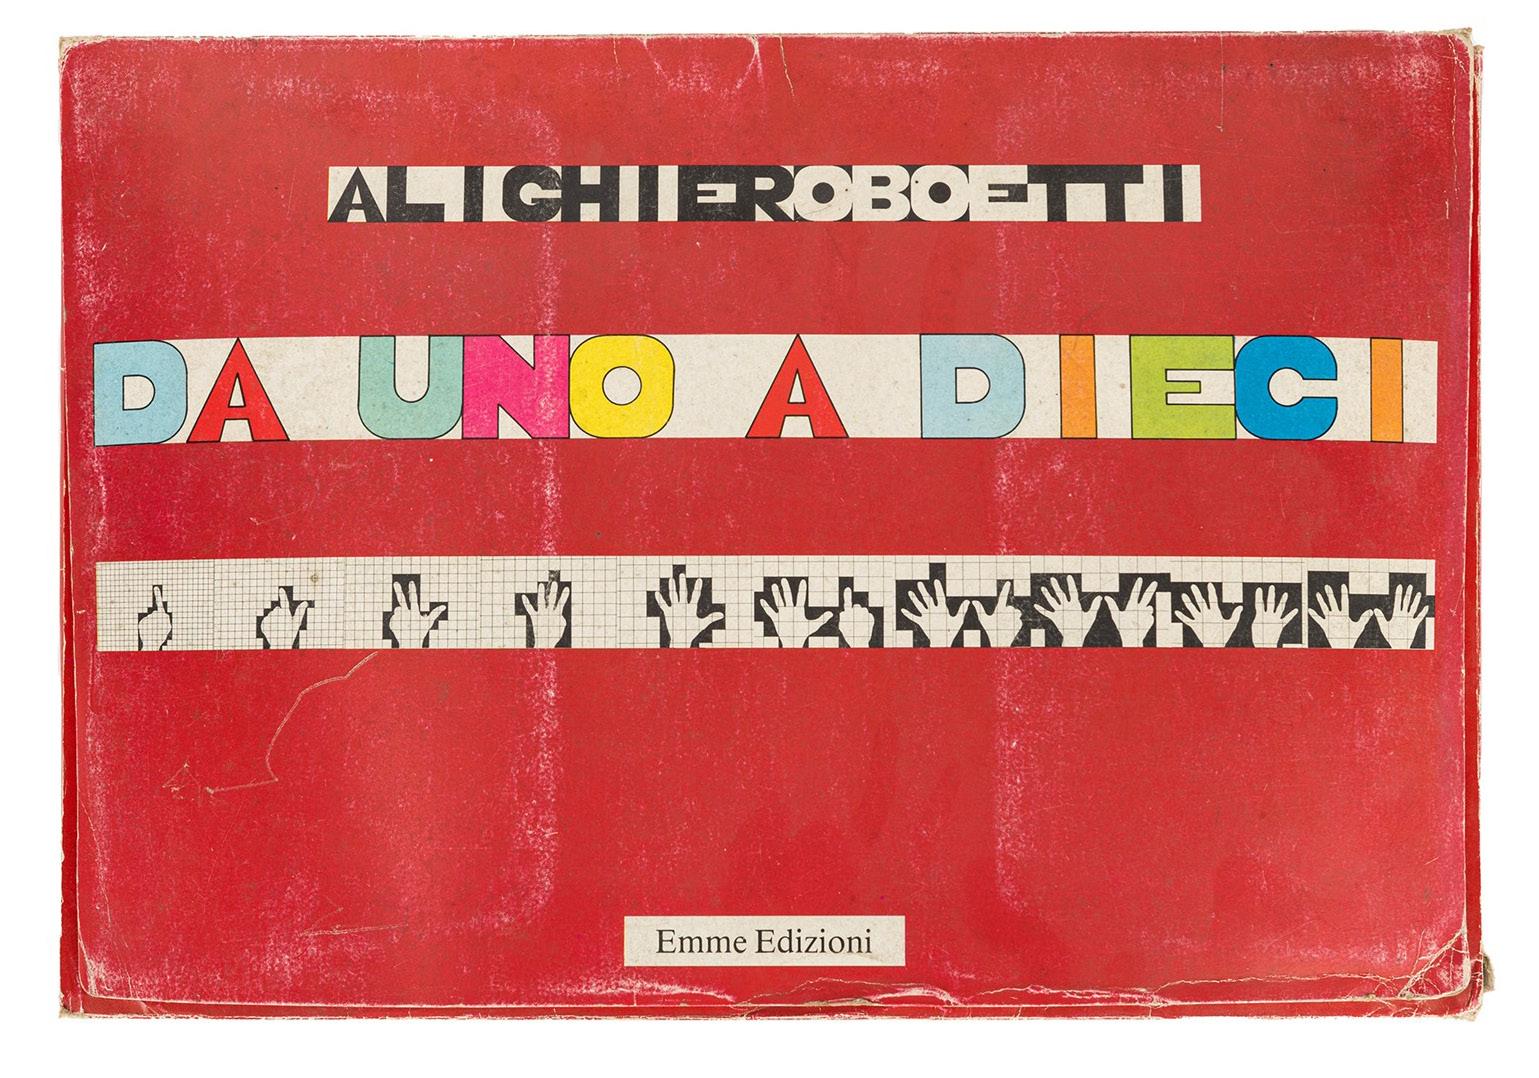 ALIGHIEROBOETTI
DA UNO A DIECI
Emme Edizioni